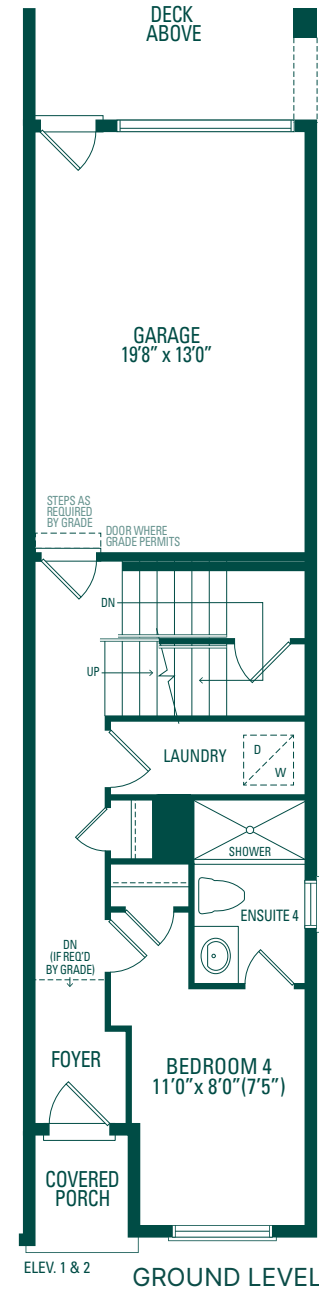 DECK
ABOVE
GARAGE
19'8" x 13'0"
STEPS AS
REQUIRED
BY GRADE
DOOR WHERE
GRADE PERMITS
DN
UP
LAUNDRY
D
W
SHOWER
ENSUITE 4
DN
(IF REQ'D
BY GRADE)
FOYER
BEDROOM 4
11'0"x 8'0"(7'5")
COVERED
PORCH
ELEV. 1 & 2
GROUND LEVEL